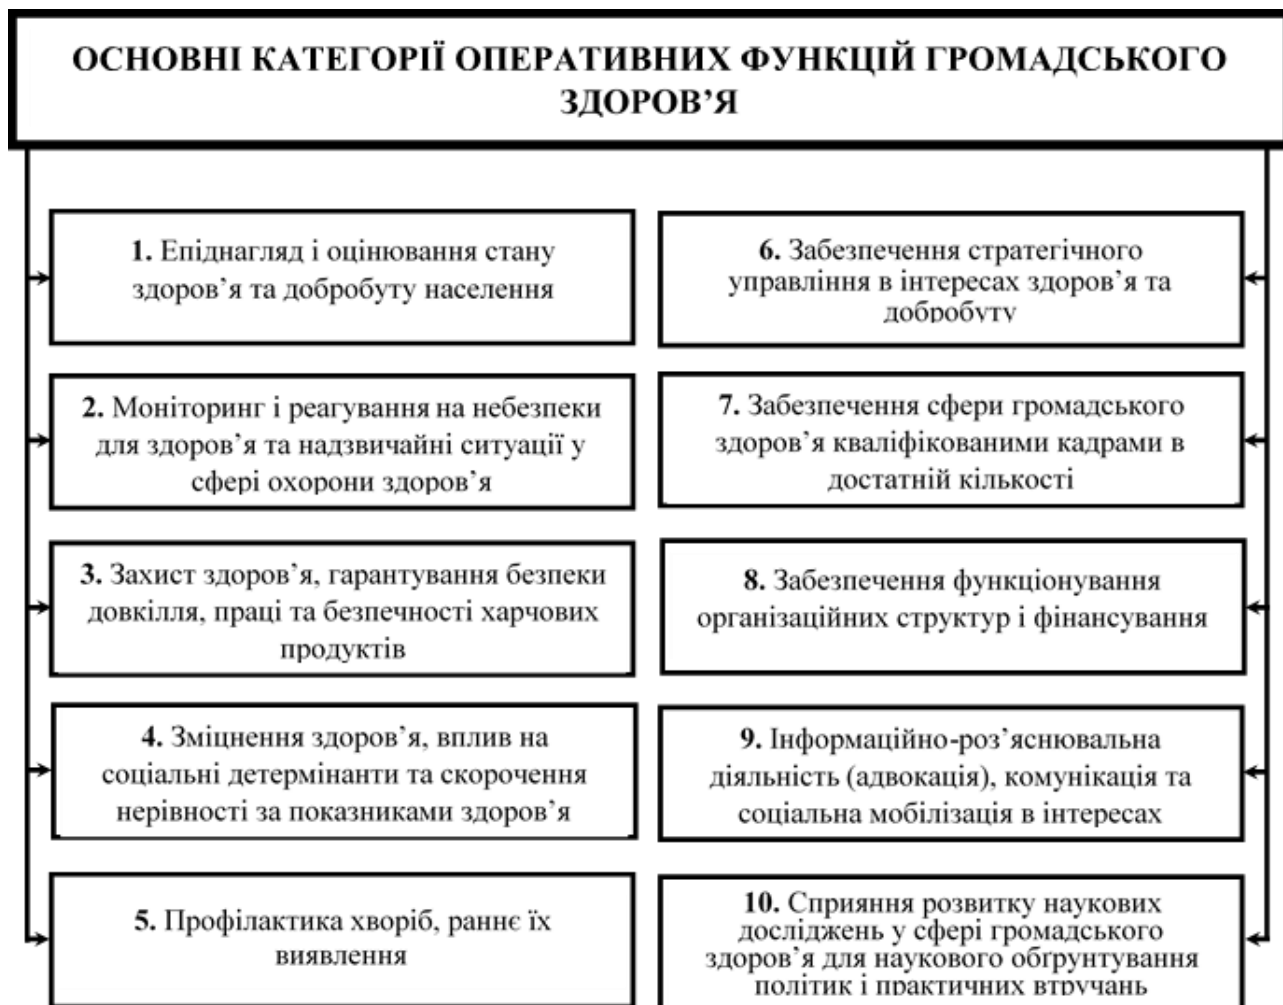 ОСНОВНІ КАТЕГОРІЇ ОПЕРАТИВНИХ ФУНКЦІЙ ГРОМАДСЬКОГО
ЗДОРОВ’Я
1. Епіднагляд і оцінювання стану
здоров’я та добробуту населення
2. Моніторинг і реагування на небезпеки
для здоров’я та надзвичайні ситуації у
сфері охорони здоров’я
3. Захист здоров’я, гарантування безпеки
довкілля, праці та безпечності харчових
продуктів
4. Зміцнення здоров’я, вплив на
соціальні детермінанти та скорочення
нерівності за показниками здоров’я
5. Профілактика хворіб, раннє їх
виявлення
6. Забезпечення стратегічного
управління в інтересах здоров’я та
добробуту
7. Забезпечення сфери громадського
здоров’я кваліфікованими кадрами в
достатній кількості
8. Забезпечення функціонування
організаційних структур і фінансування
9. Інформаційно-роз’яснювальна
діяльність (адвокація), комунікація та
соціальна мобілізація в інтересах
10. Сприяння розвитку наукових
досліджень у сфері громадського
здоров’я для наукового обґрунтування
політик і практичних втручань